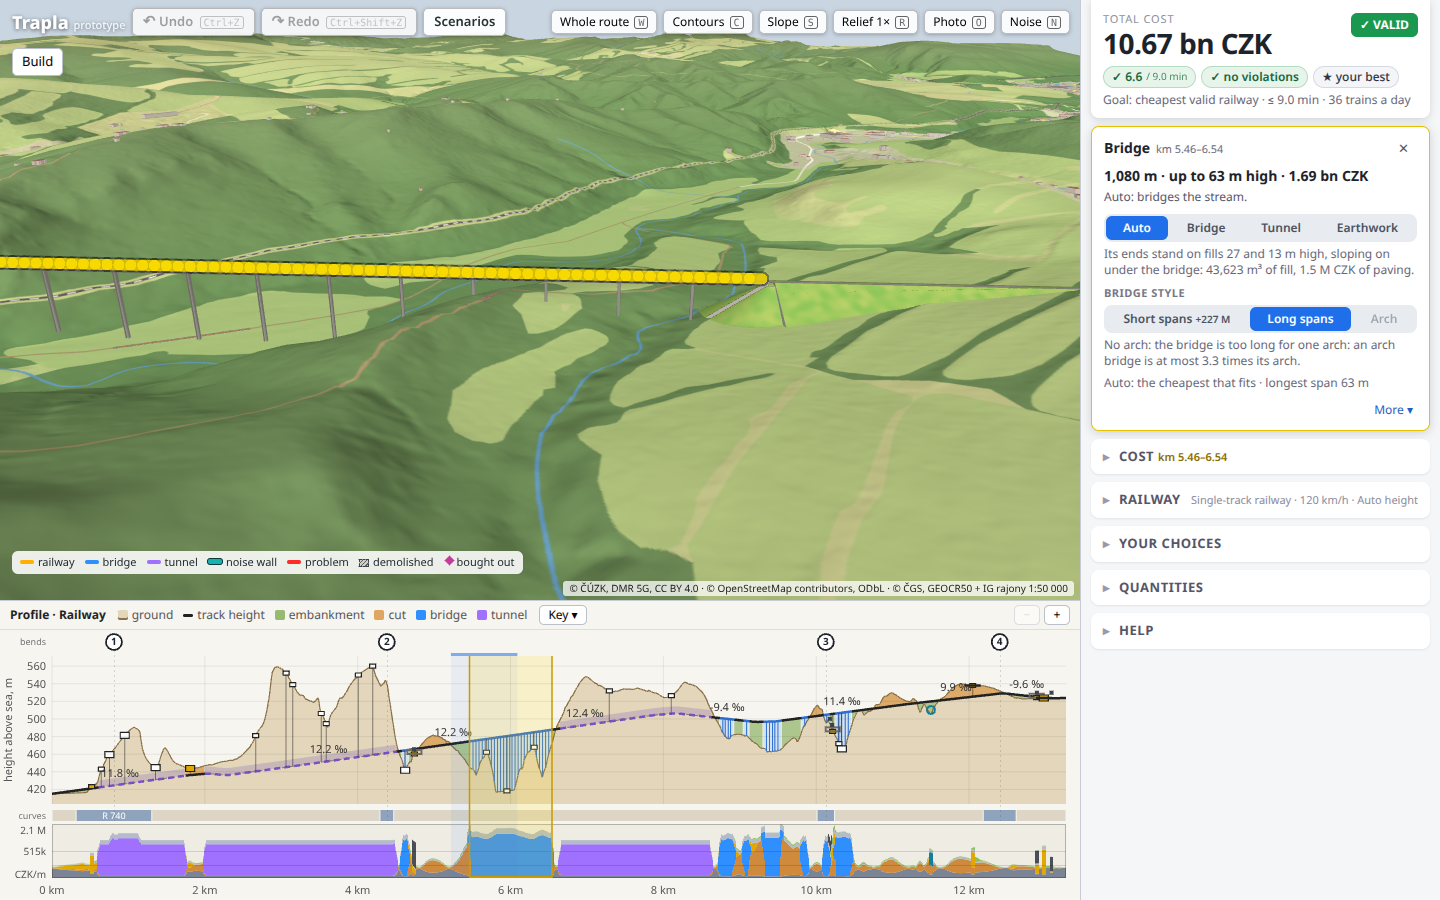 Trapla prototype
↶ Undo Ctrl+Z
↷ Redo Ctrl+Shift+Z
Scenarios
Whole route W
Contours C
Slope S
Relief 1× R
Photo O
Noise N
Build
railway
bridge
tunnel
noise wall
problem
demolished
bought out
© ČÚZK, DMR 5G, CC BY 4.0 · © OpenStreetMap contributors, ODbL · © ČGS, GEOCR50 + IG rajony 1:50 000
TOTAL COST
✓ VALID
10.67 bn CZK
✓ 6.6 / 9.0 min
✓ no violations
★ your best
Goal: cheapest valid railway · ≤ 9.0 min · 36 trains a day
Bridge km 5.46–6.54 ✕
1,080 m · up to 63 m high · 1.69 bn CZK
Auto: bridges the stream.
Auto Bridge Tunnel Earthwork
Its ends stand on fills 27 and 13 m high, sloping on
under the bridge: 43,623 m³ of fill, 1.5 M CZK of paving.
BRIDGE STYLE
Short spans +227 M Long spans Arch
No arch: the bridge is too long for one arch: an arch
bridge is at most 3.3 times its arch.
Auto: the cheapest that fits · longest span 63 m
More ▾
▶ COST km 5.46–6.54
▶ RAILWAY Single-track railway · 120 km/h · Auto height
▶ YOUR CHOICES
▶ QUANTITIES
▶ HELP
Profile · Railway ground track height embankment cut bridge tunnel Key ▾ − +
bends 1 2 3 4
height above sea, m
560
540
520
500
480
460
440
420
11.8 ‰
12.2 ‰
12.2 ‰
12.4 ‰
-9.4 ‰
11.4 ‰
9.9 ‰
-9.6 ‰
curves R 740
2.1 M
515k
CZK/m
0 km 2 km 4 km 6 km 8 km 10 km 12 km